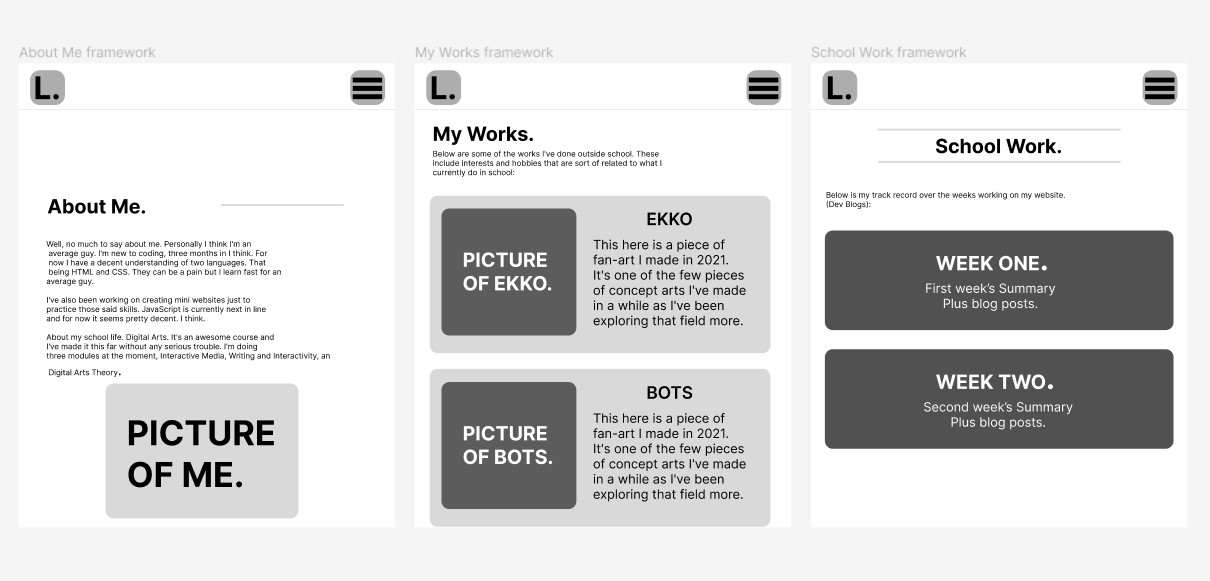 About Me framework
L.
About Me.
Well, no much to say about me. Personally I think I'm an
average guy. I'm new to coding, three months in I think. For
now I have a decent understanding of two languages. That
being HTML and CSS. They can be a pain but I learn fast for an
average guy.
I've also been working on creating mini websites just to
practice those said skills. JavaScript is currently next in line
and for now it seems pretty decent. I think.
About my school life. Digital Arts. It's an awesome course and
I've made it this far without any serious trouble. I'm doing
three modules at the moment, Interactive Media, Writing and Interactivity, an
Digital Arts Theory.
PICTURE
OF ME.
My Works framework
L.
My Works.
Below are some of the works I've done outside school. These
include interests and hobbies that are sort of related to what I
currently do in school:
PICTURE
OF EKKO.
EKKO
This here is a piece of
fan-art I made in 2021.
It's one of the few pieces
of concept arts I've made
in a while as I've been
exploring that field more.
PICTURE
OF BOTS.
BOTS
This here is a piece of
fan-art I made in 2021.
It's one of the few pieces
of concept arts I've made
in a while as I've been
exploring that field more.
School Work framework
L.
School Work.
Below is my track record over the weeks working on my website.
(Dev Blogs):
WEEK ONE.
First week's Summary
Plus blog posts.
WEEK TWO.
Second week's Summary
Plus blog posts.